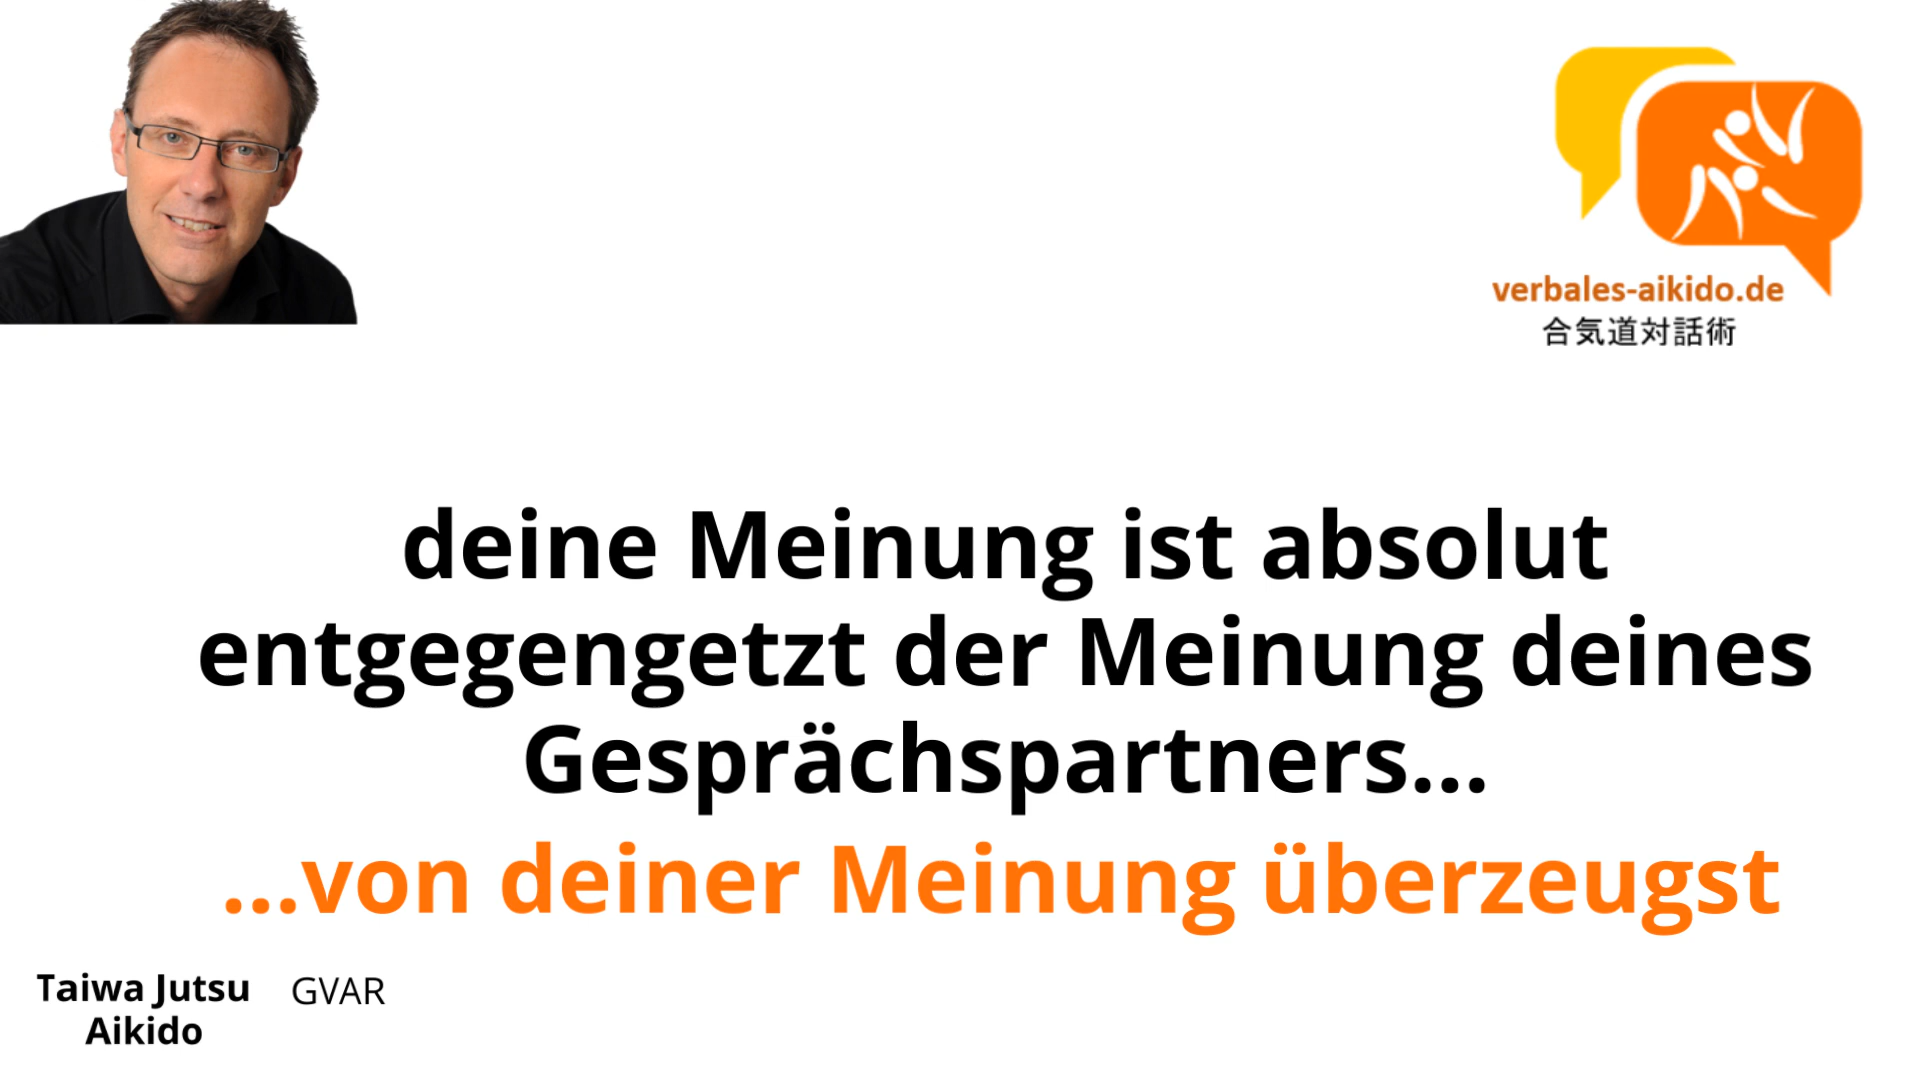 verbales-aikido.de
合気道対話術
deine Meinung ist absolut
entgegengetzt der Meinung deines
Gesprächspartners...
...von deiner Meinung überzeugst
Taiwa Jutsu
Aikido
GVAR